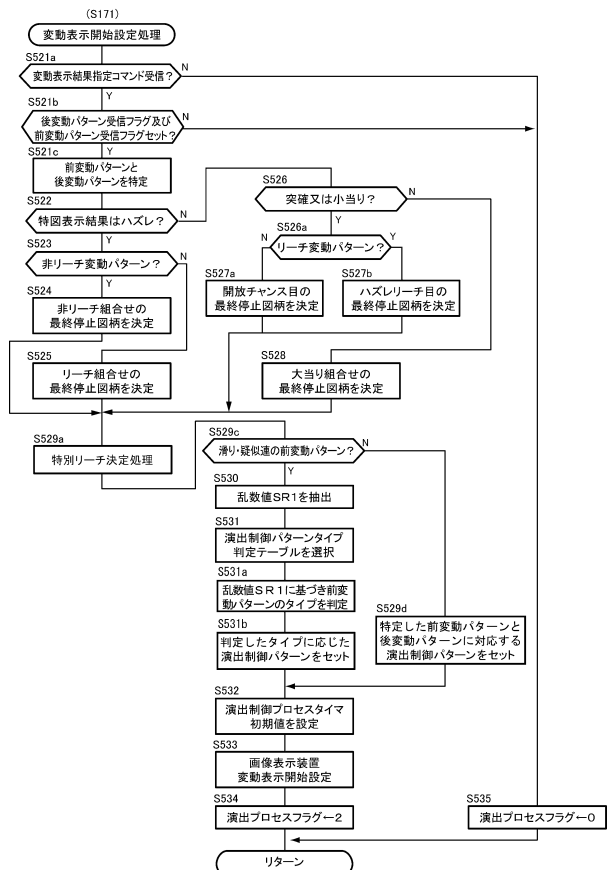 (S171)
変動表示開始設定処理
S521a
変動表示結果指定コマンド受信？
N
Y
S521b
後変動パターン受信フラグ及び
前変動パターン受信フラグセット？
N
Y
S521c
前変動パターンと
後変動パターンを特定
S522
特図表示結果はハズレ？
N
Y
S523
非リーチ変動パターン？
N
Y
S524
非リーチ組合せの
最終停止図柄を決定
S525
リーチ組合せの
最終停止図柄を決定
S526
突確又は小当り？
N
Y
S526a
リーチ変動パターン？
N
Y
S527a
開放チャンス目の
最終停止図柄を決定
S527b
ハズレリーチ目の
最終停止図柄を決定
S528
大当り組合せの
最終停止図柄を決定
S529a
特別リーチ決定処理
S529c
滑り・疑似連の前変動パターン？
N
Y
S530
乱数値SR1を抽出
S531
演出制御パターンタイプ
判定テーブルを選択
S531a
乱数値SR1に基づき前変
動パターンのタイプを判定
S531b
判定したタイプに応じた
演出制御パターンをセット
S529d
特定した前変動パターンと
後変動パターンに対応する
演出制御パターンをセット
S532
演出制御プロセスタイマ
初期値を設定
S533
画像表示装置
変動表示開始設定
S534
演出プロセスフラグ←2
S535
演出プロセスフラグ←0
リターン